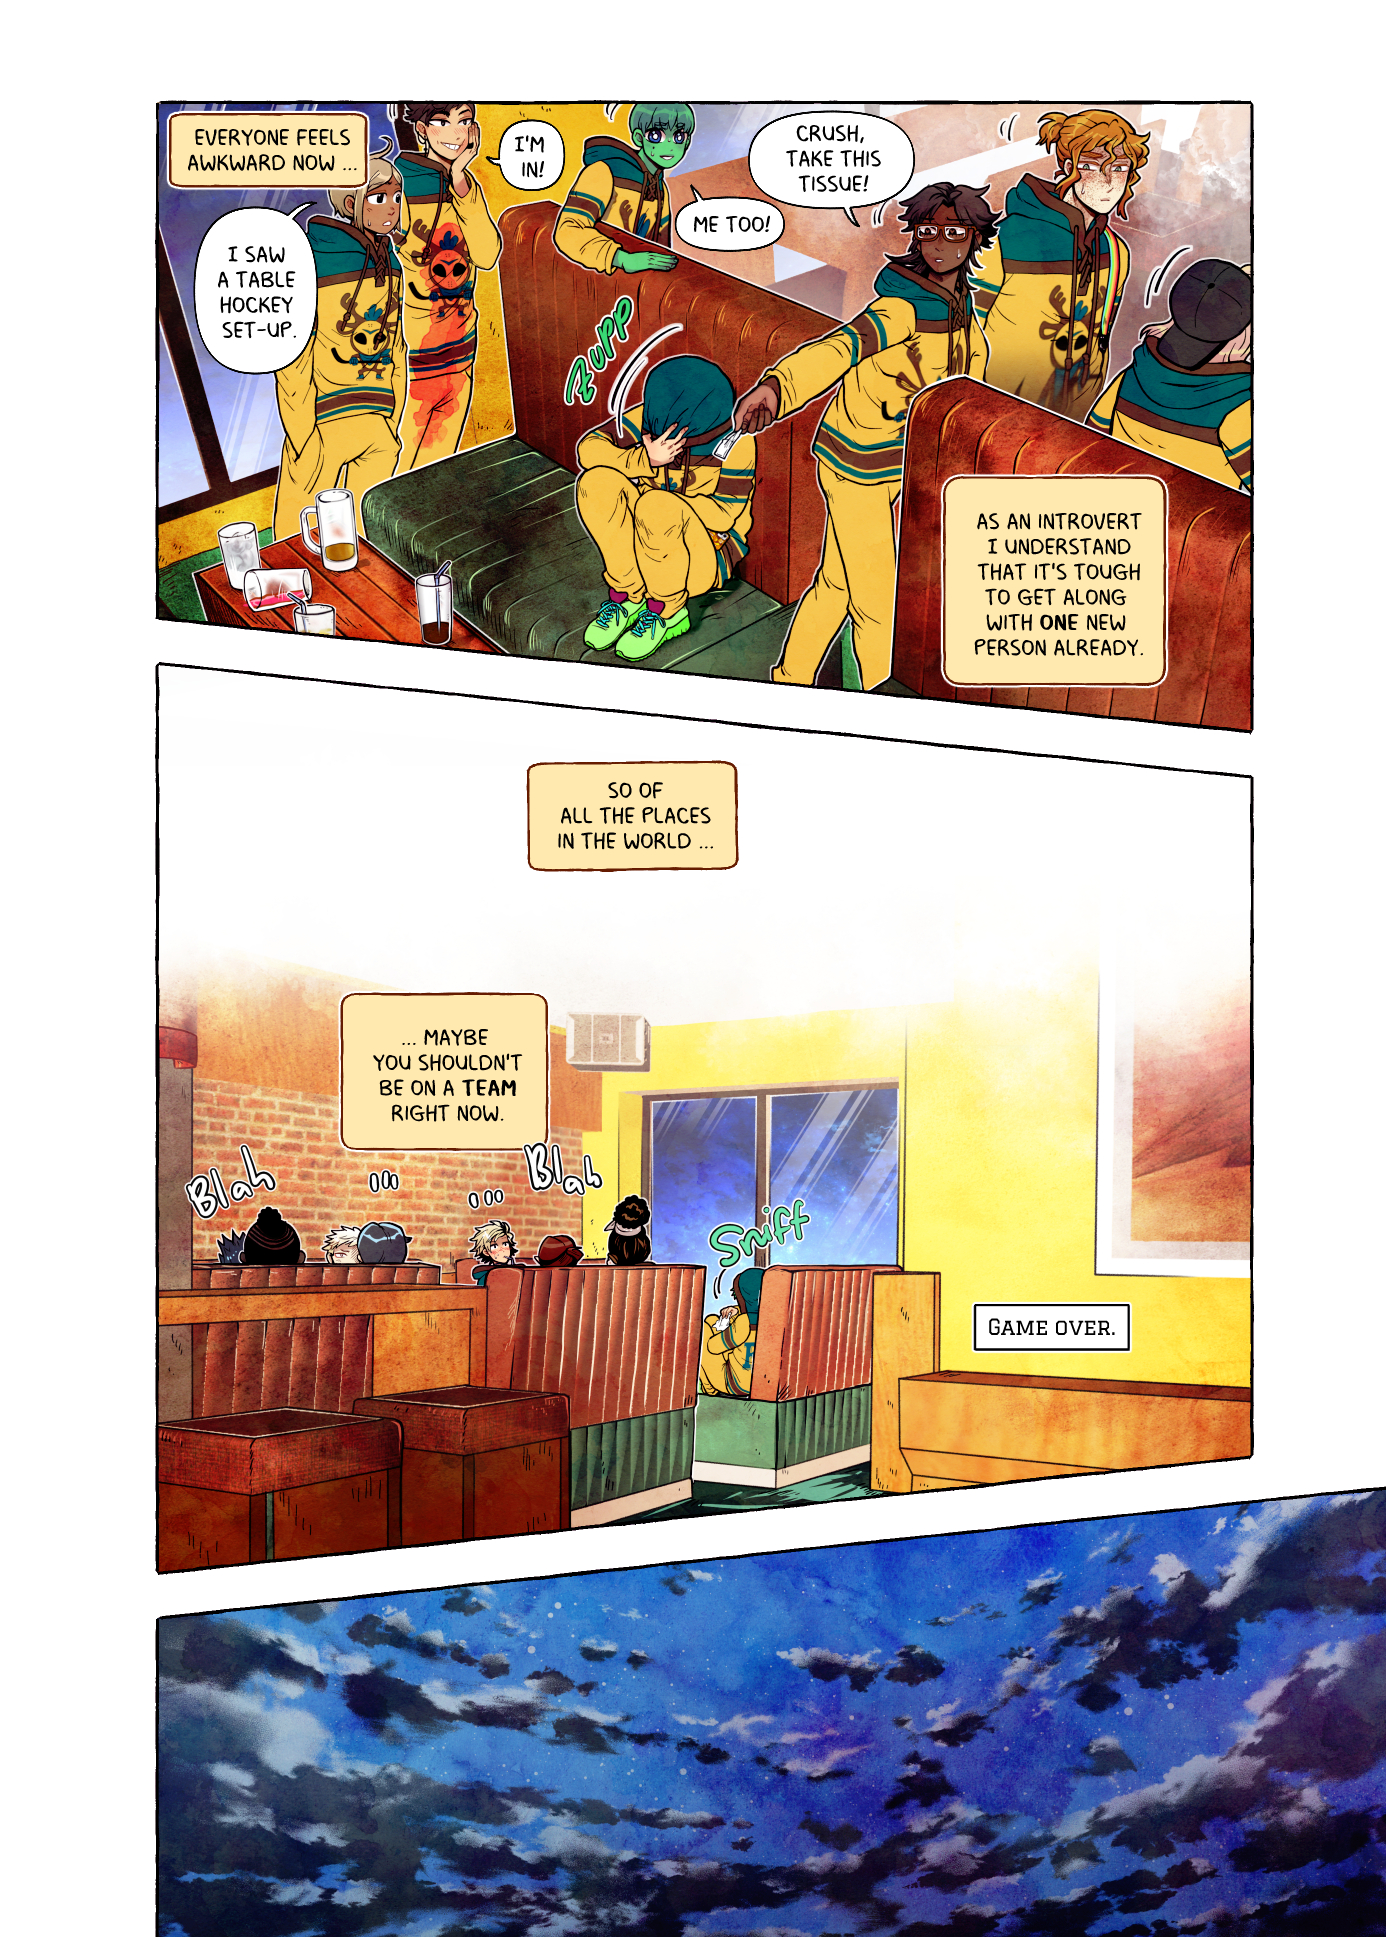 EVERYONE FEELS
AWKWARD NOW ...
I SAW
A TABLE
HOCKEY
SET-UP.
I'M
IN!
ME TOO!
CRUSH,
TAKE THIS
TISSUE!
Zupp
AS AN INTROVERT
I UNDERSTAND
THAT IT'S TOUGH
TO GET ALONG
WITH ONE NEW
PERSON ALREADY.
SO OF
ALL THE PLACES
IN THE WORLD ...
... MAYBE
YOU SHOULDN'T
BE ON A TEAM
RIGHT NOW.
Blah
Blah
Sniff
GAME OVER.